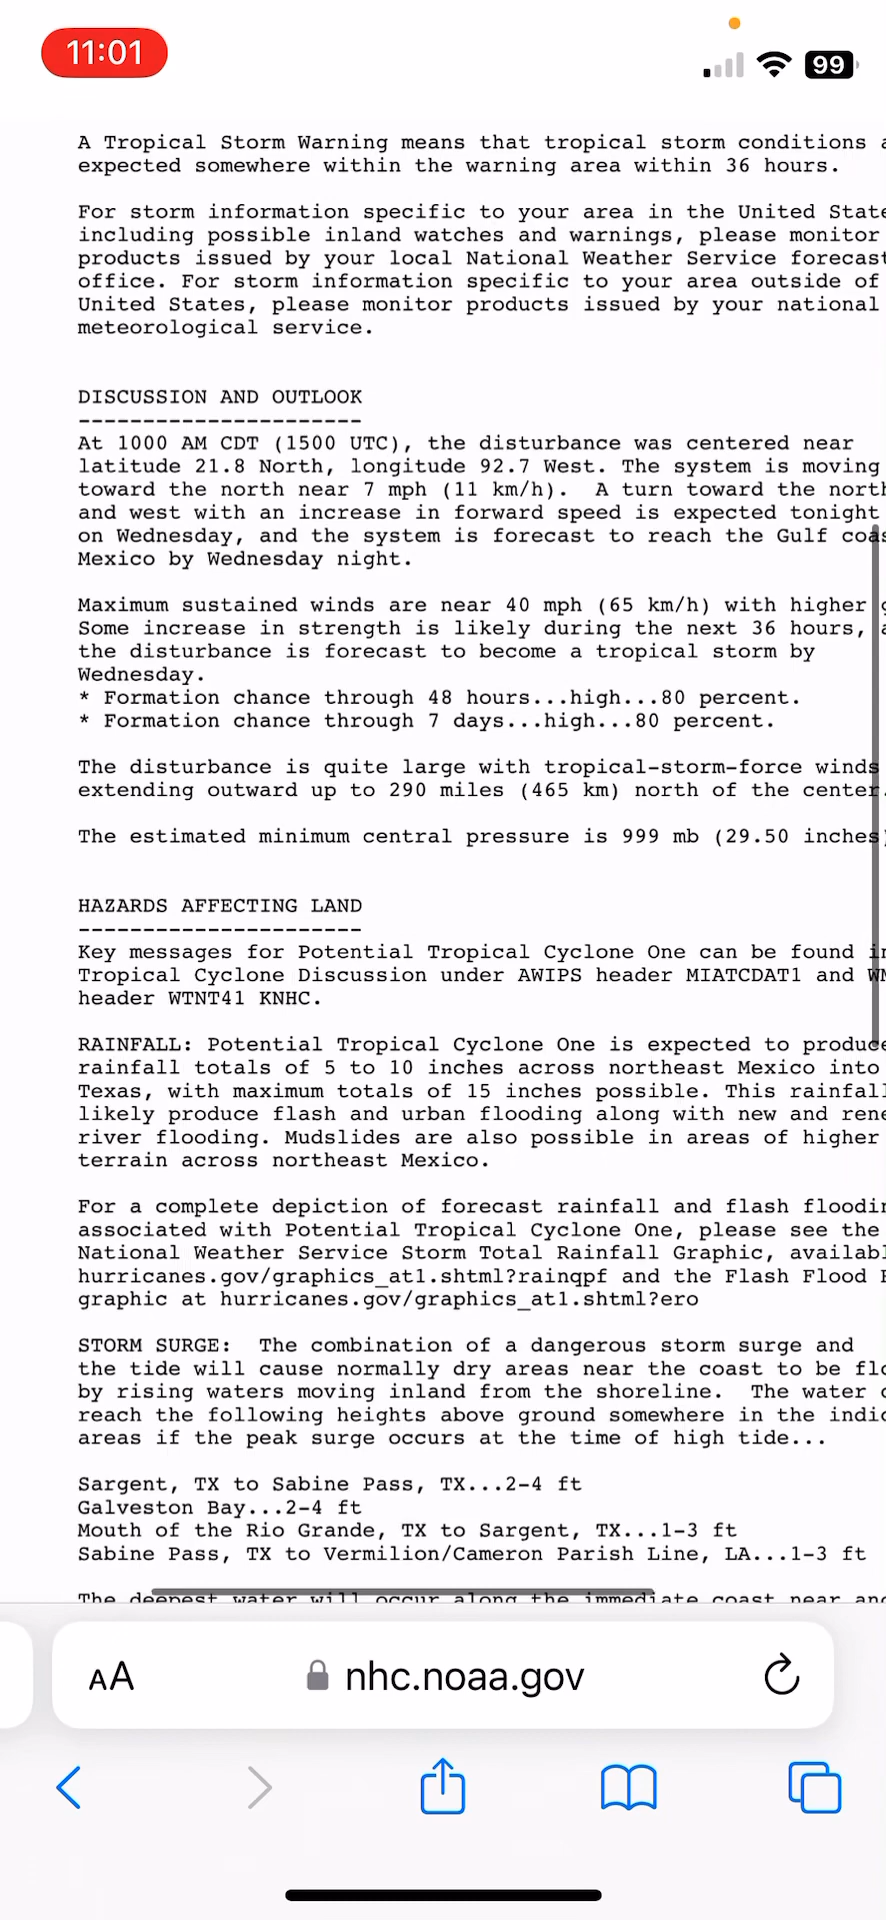 11:01
99
A Tropical Storm Warning means that tropical storm conditions
expected somewhere within the warning area within 36 hours.
For storm information specific to your area in the United
including possible inland watches and warnings, please monitor
products issued by your local National Weather Service forecast
office. For storm information specific to your area outside of
United States, please monitor products issued by your national
meteorological service.
DISCUSSION AND OUTLOOK
----------------------
At 1000 AM CDT (1500 UTC), the disturbance was centered near
latitude 21.8 North, longitude 92.7 West. The system is moving
toward the north near 7 mph (11 km/h).  A turn toward the
and west with an increase in forward speed is expected tonight
on Wednesday, and the system is forecast to reach the Gulf
Mexico by Wednesday night.
Maximum sustained winds are near 40 mph (65 km/h) with higher
Some increase in strength is likely during the next 36 hours,
the disturbance is forecast to become a tropical storm by
Wednesday.
* Formation chance through 48 hours...high...80 percent.
* Formation chance through 7 days...high...80 percent.
The disturbance is quite large with tropical-storm-force winds
extending outward up to 290 miles (465 km) north of the center.
The estimated minimum central pressure is 999 mb (29.50 inches)
HAZARDS AFFECTING LAND
----------------------
Key messages for Potential Tropical Cyclone One can be found in
Tropical Cyclone Discussion under AWIPS header MIATCDAT1 and
header WTNT41 KNHC.
RAINFALL: Potential Tropical Cyclone One is expected to produce
rainfall totals of 5 to 10 inches across northeast Mexico into
Texas, with maximum totals of 15 inches possible. This rainfall
likely produce flash and urban flooding along with new and
river flooding. Mudslides are also possible in areas of higher
terrain across northeast Mexico.
For a complete depiction of forecast rainfall and flash
associated with Potential Tropical Cyclone One, please see the
National Weather Service Storm Total Rainfall Graphic,
hurricanes.gov/graphics_at1.shtml?rainqpf and the Flash Flood
graphic at hurricanes.gov/graphics_at1.shtml?ero
STORM SURGE:  The combination of a dangerous storm surge and
the tide will cause normally dry areas near the coast to be
by rising waters moving inland from the shoreline.  The water
reach the following heights above ground somewhere in the
areas if the peak surge occurs at the time of high tide...
Sargent, TX to Sabine Pass, TX...2-4 ft
Galveston Bay...2-4 ft
Mouth of the Rio Grande, TX to Sargent, TX...1-3 ft
Sabine Pass, TX to Vermilion/Cameron Parish Line, LA...1-3 ft
The deepest water will occur along the immediate coast near and
AA
nhc.noaa.gov